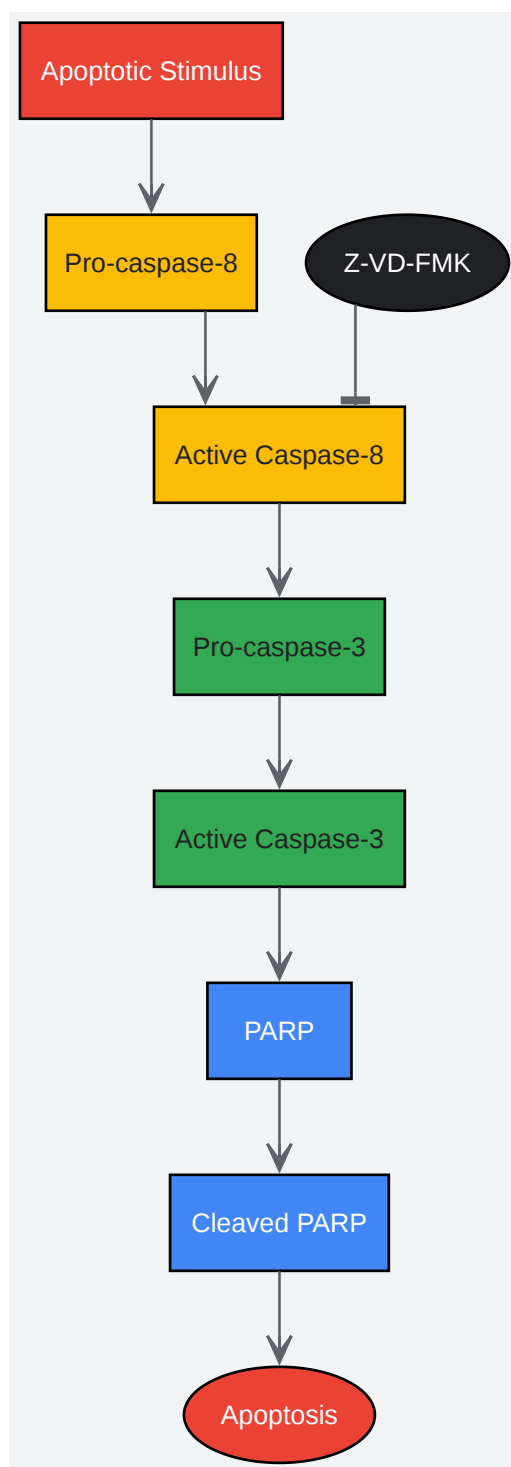 Apoptotic Stimulus
Pro-caspase-8
Z-VD-FMK
Active Caspase-8
Pro-caspase-3
Active Caspase-3
PARP
Cleaved PARP
Apoptosis